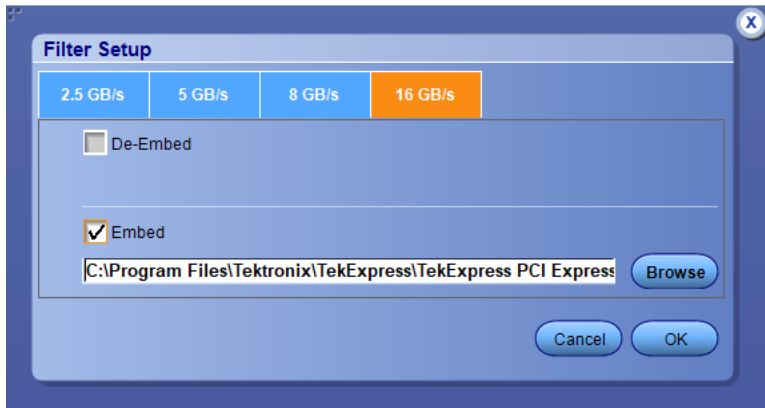 X
Filter Setup
2.5 GB/s 5 GB/s 8 GB/s 16 GB/s
De-Embed
Embed
C:\Program Files\Tektronix\TekExpress\TekExpress PCI Express Browse
Cancel OK